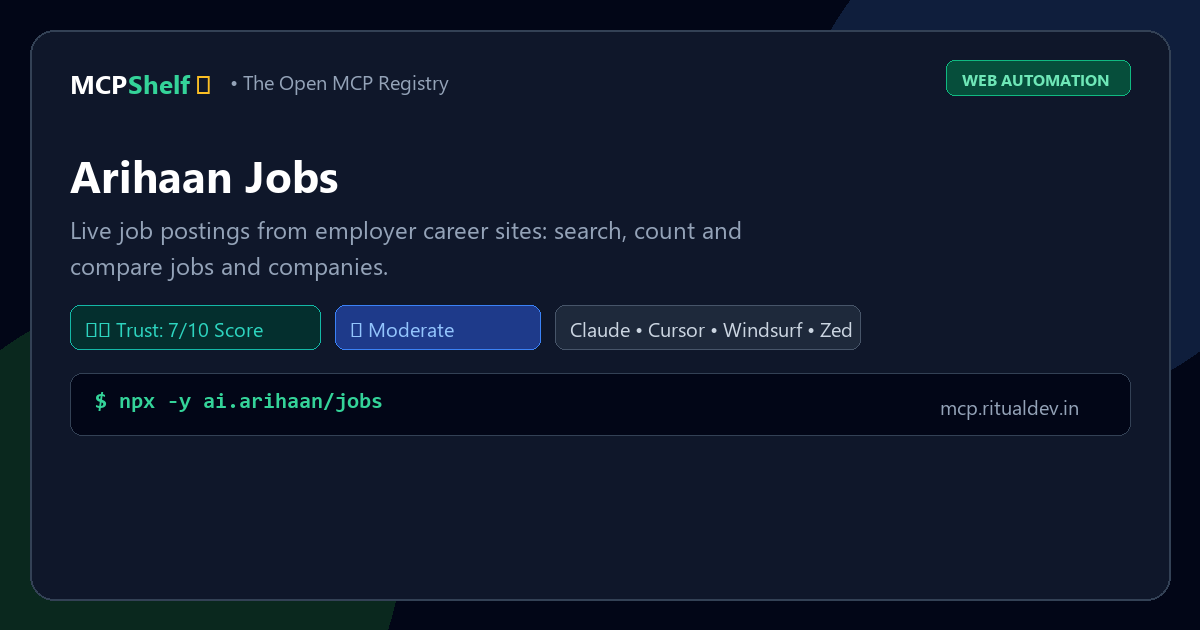 MCPShelf • The Open MCP Registry
WEB AUTOMATION
Arihaan Jobs
Live job postings from employer career sites: search, count and
compare jobs and companies.
Trust: 7/10 Score
Moderate
Claude • Cursor • Windsurf • Zed
$ npx -y ai.arihaan/jobs
mcp.ritualdev.in